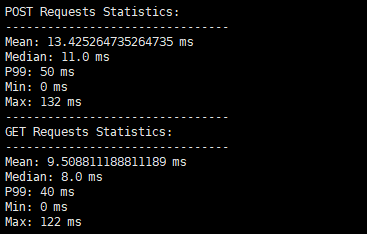 POST Requests Statistics:
--------------------------------
Mean: 13.425264735264735 ms
Median: 11.0 ms
P99: 50 ms
Min: 0 ms
Max: 132 ms
--------------------------------
GET Requests Statistics:
--------------------------------
Mean: 9.508811188811189 ms
Median: 8.0 ms
P99: 40 ms
Min: 0 ms
Max: 122 ms